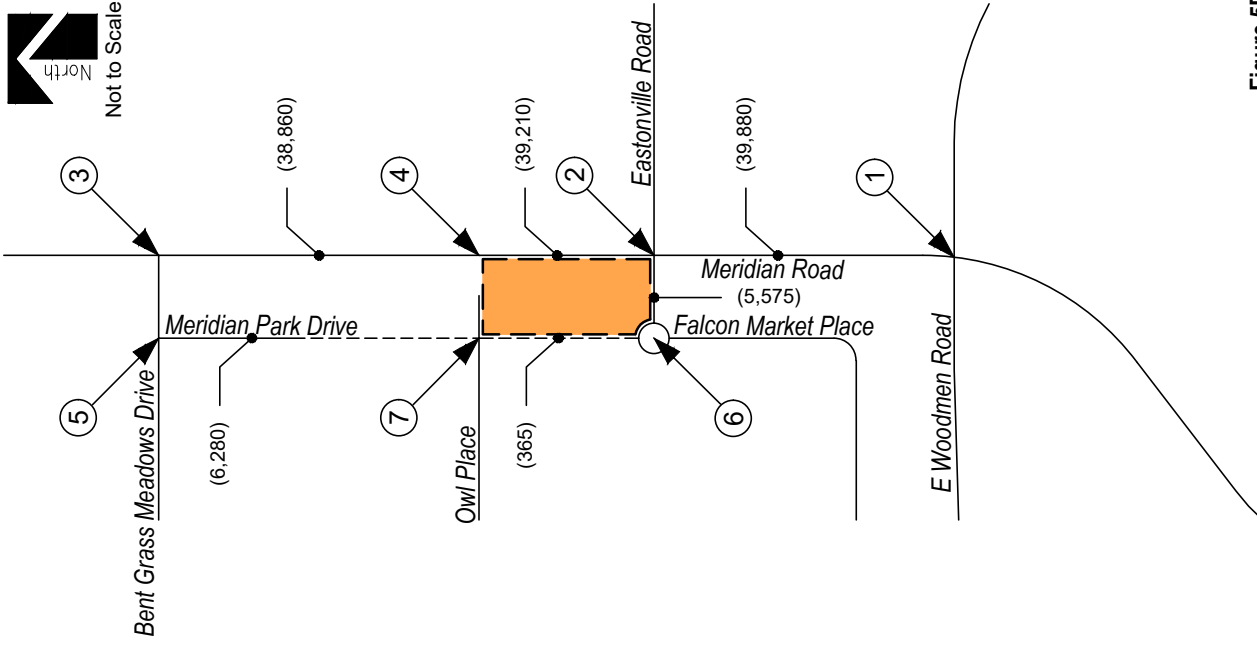 North
Not to Scale
3
(38,860)
4
(39,210)
2
Eastonville Road
(39,880)
1
Meridian Road
(5,575)
Meridian Park Drive
Falcon Market Place
5
Bent Grass Meadows Drive
(6,280)
7
Owl Place
(365)
6
E Woodmen Road